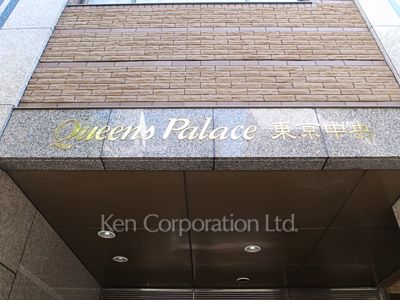 Queens Palace 東京中央
Ken Corporation Ltd.